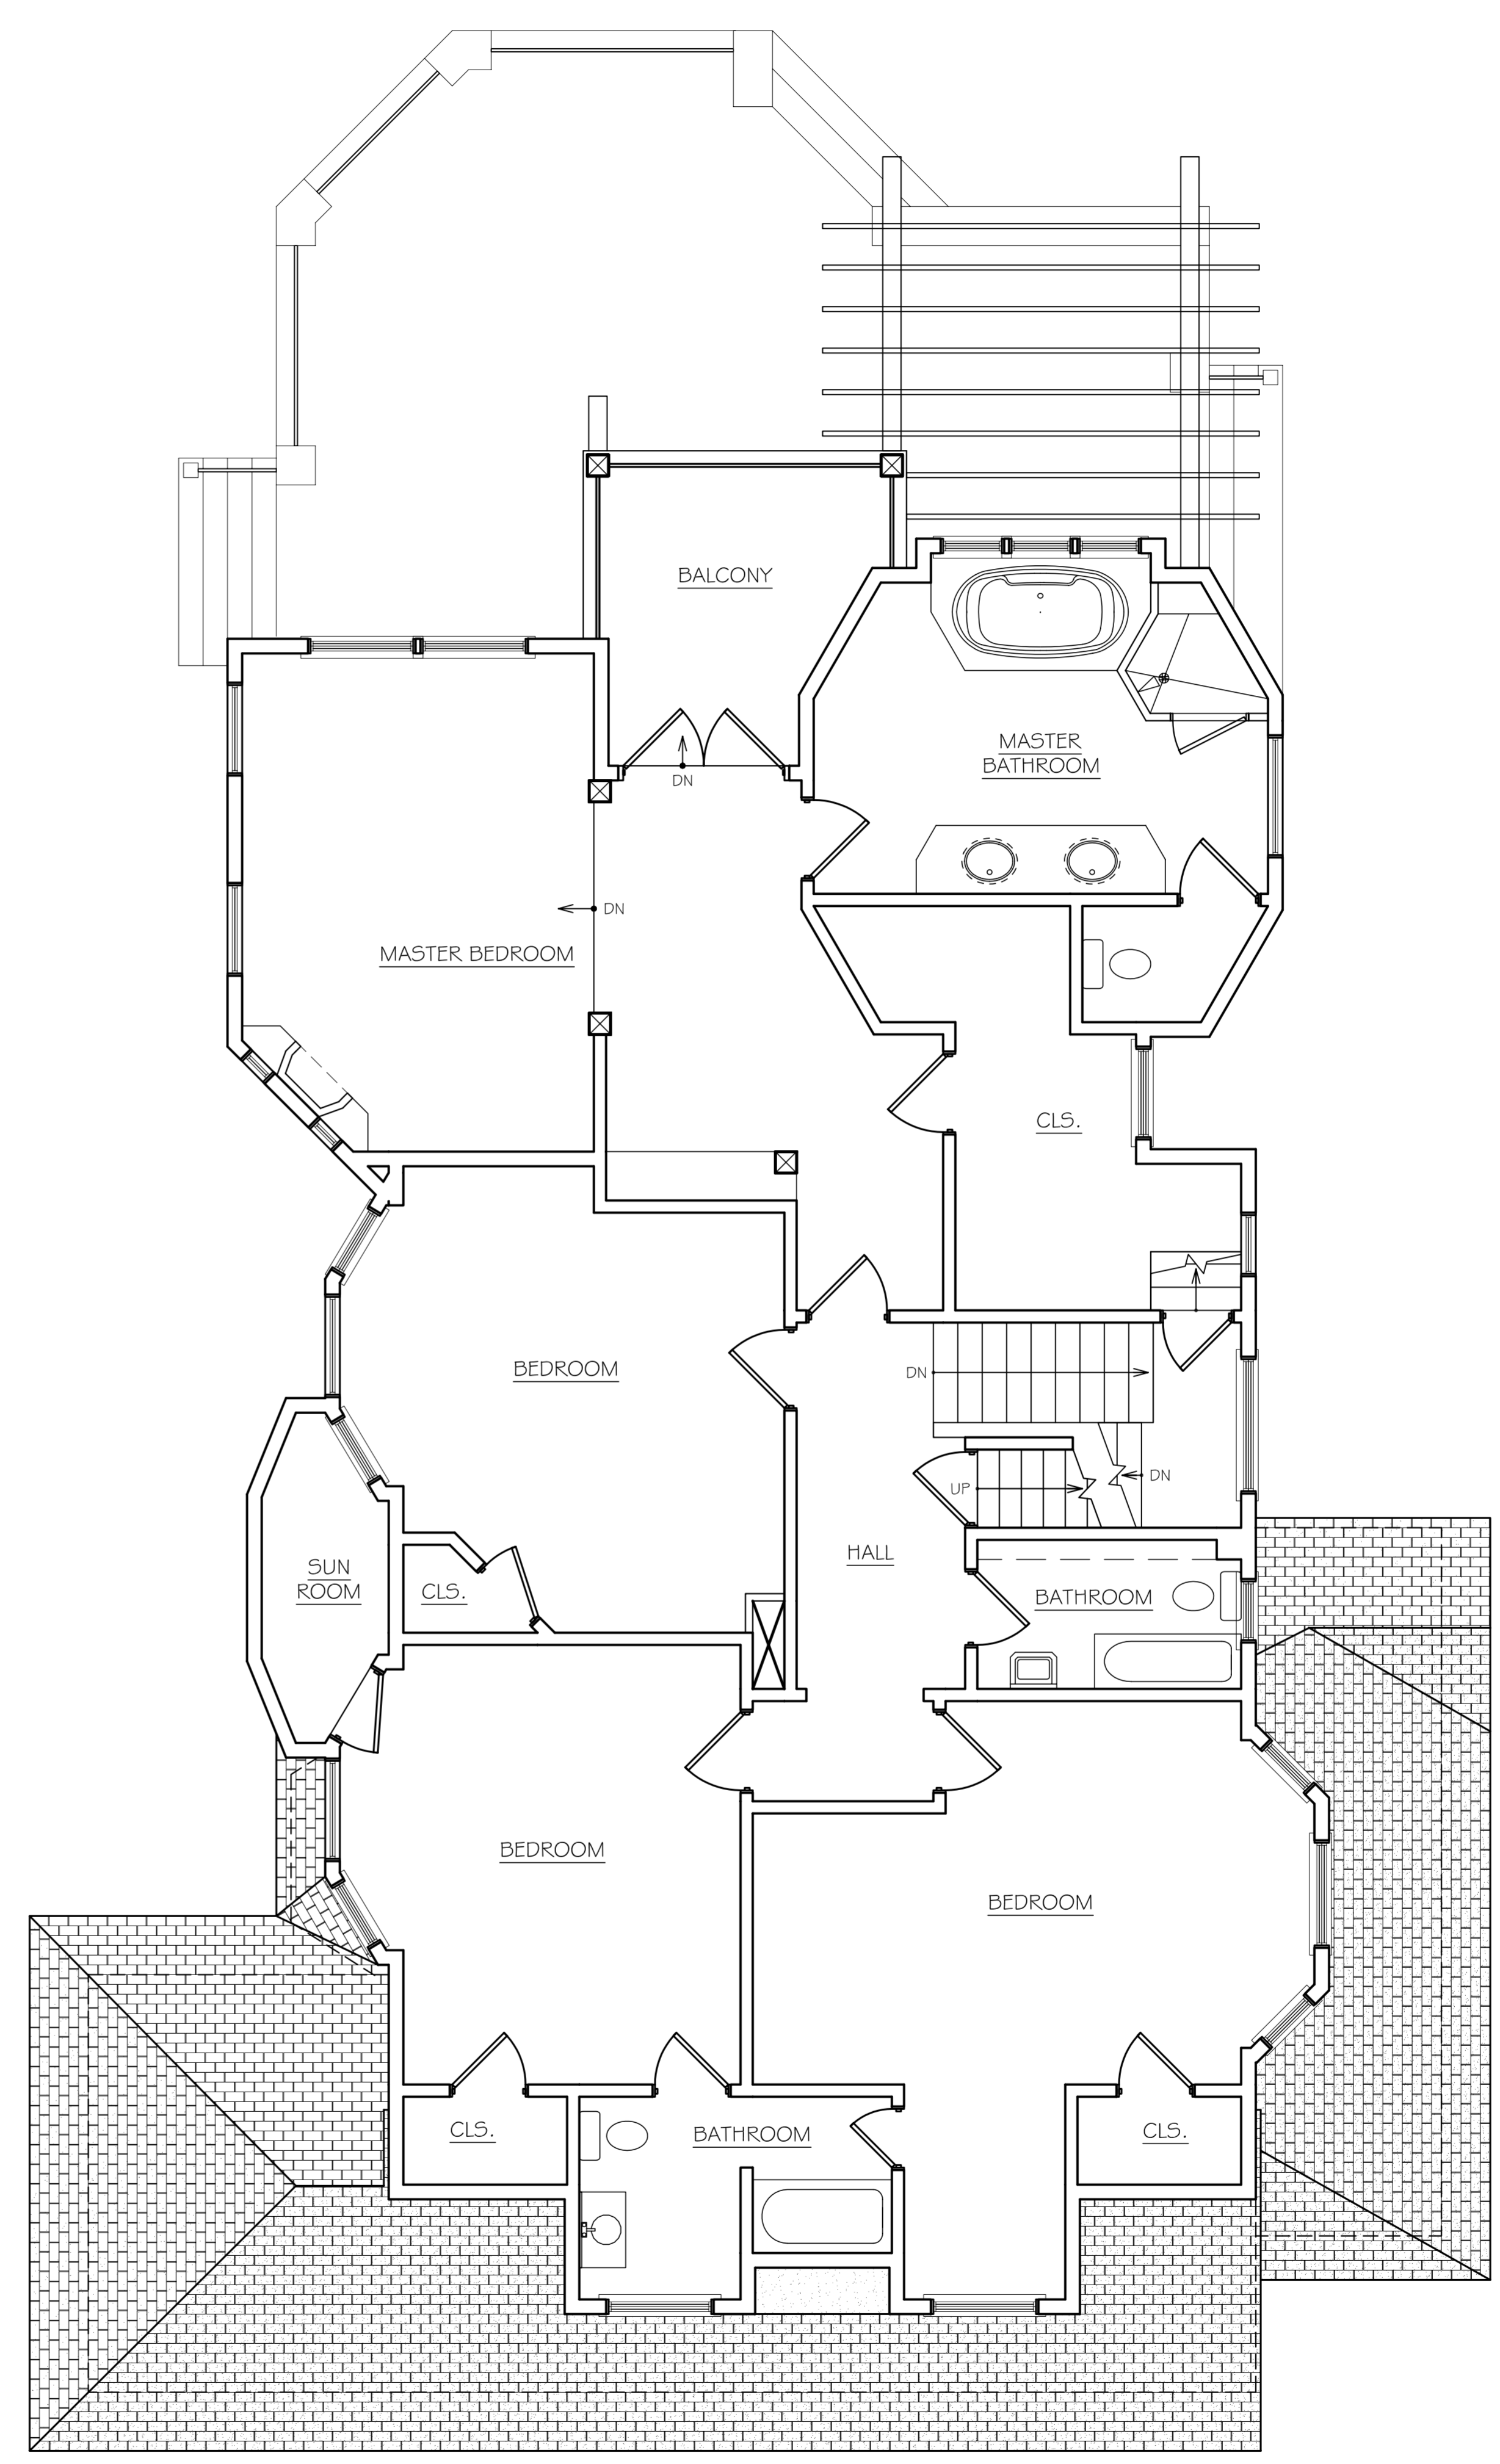 BALCONY
MASTER
BATHROOM
DN
DN
MASTER BEDROOM
CLS.
BEDROOM
DN
UP
DN
HALL
SUN
ROOM
CLS.
BATHROOM
BEDROOM
BEDROOM
CLS.
BATHROOM
CLS.